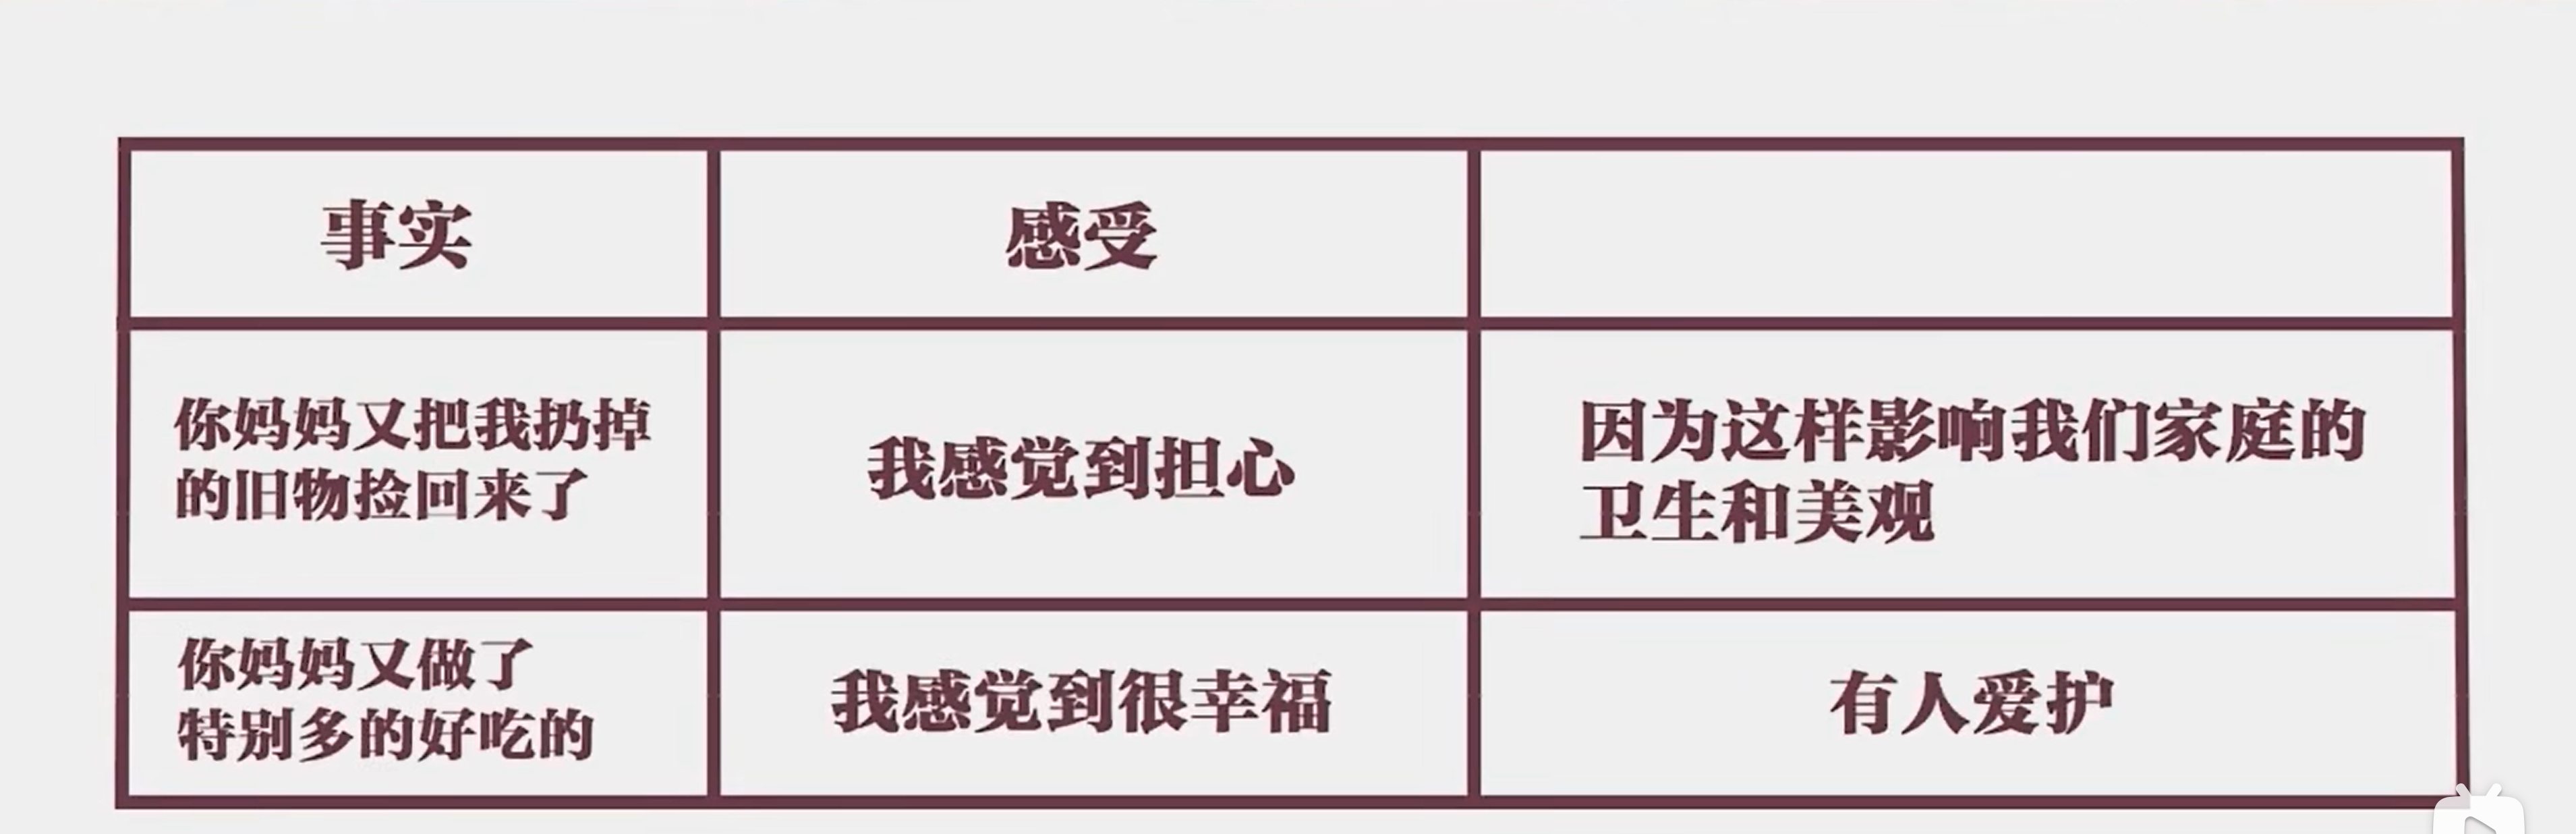 事实
感受
你妈妈又把我扔掉
的旧物捡回来了
我感觉到担心
因为这样影响我们家庭的
卫生和美观
你妈妈又做了
特别多的好吃的
我感觉到很幸福
有人爱护